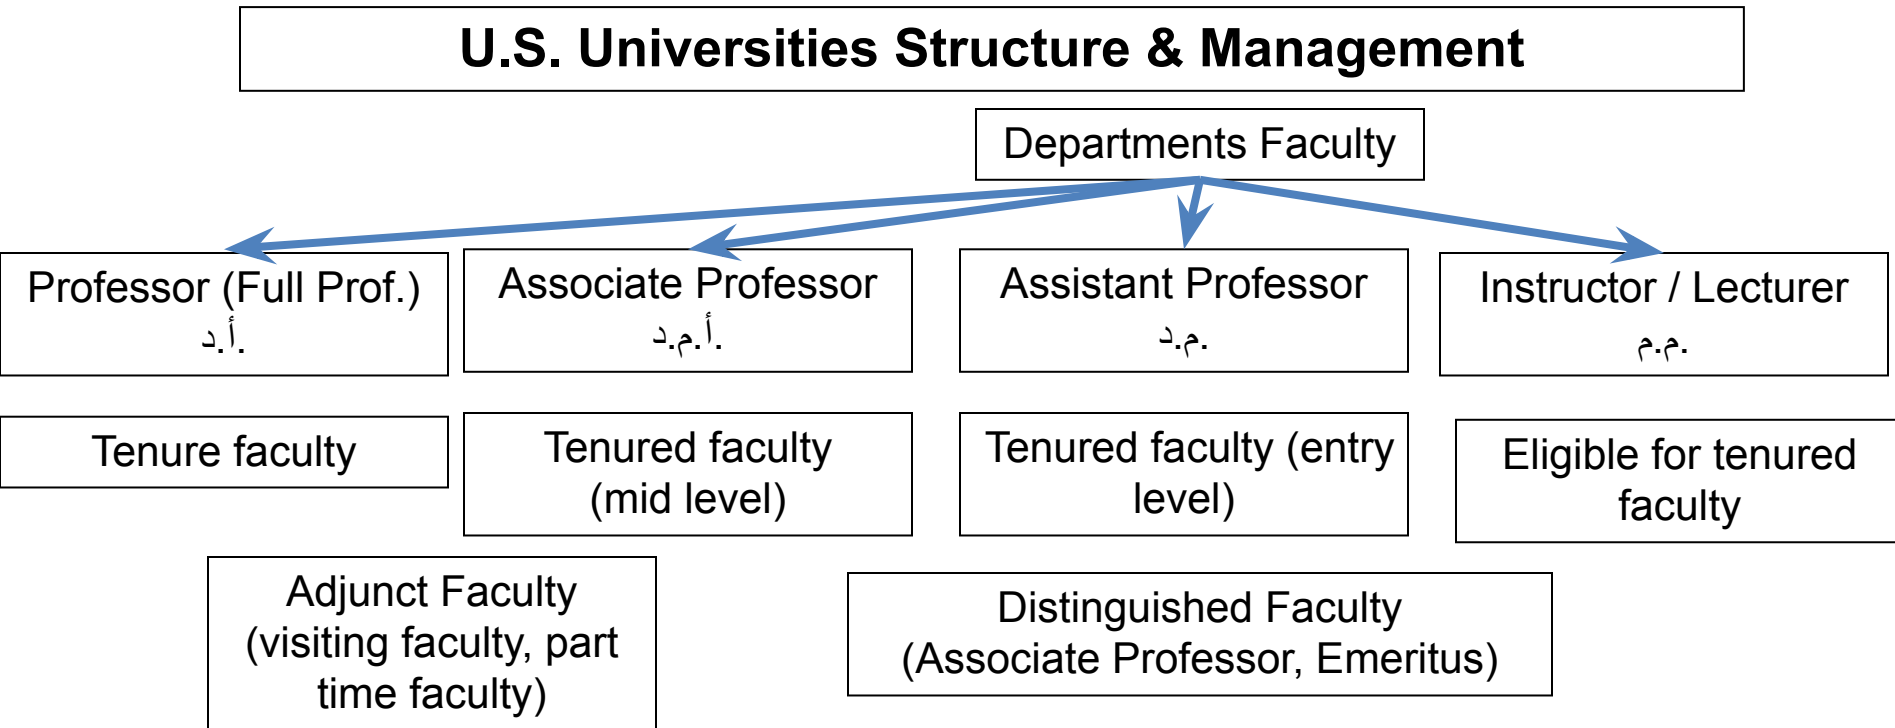 U.S. Universities Structure & Management
Departments Faculty
Professor (Full Prof.)
أ.د.
Associate Professor
أ.م.د.
Assistant Professor
م.د.
Instructor / Lecturer
م.م.
Tenure faculty
Tenured faculty
(mid level)
Tenured faculty (entry
level)
Eligible for tenured
faculty
Adjunct Faculty
(visiting faculty, part
time faculty)
Distinguished Faculty
(Associate Professor, Emeritus)